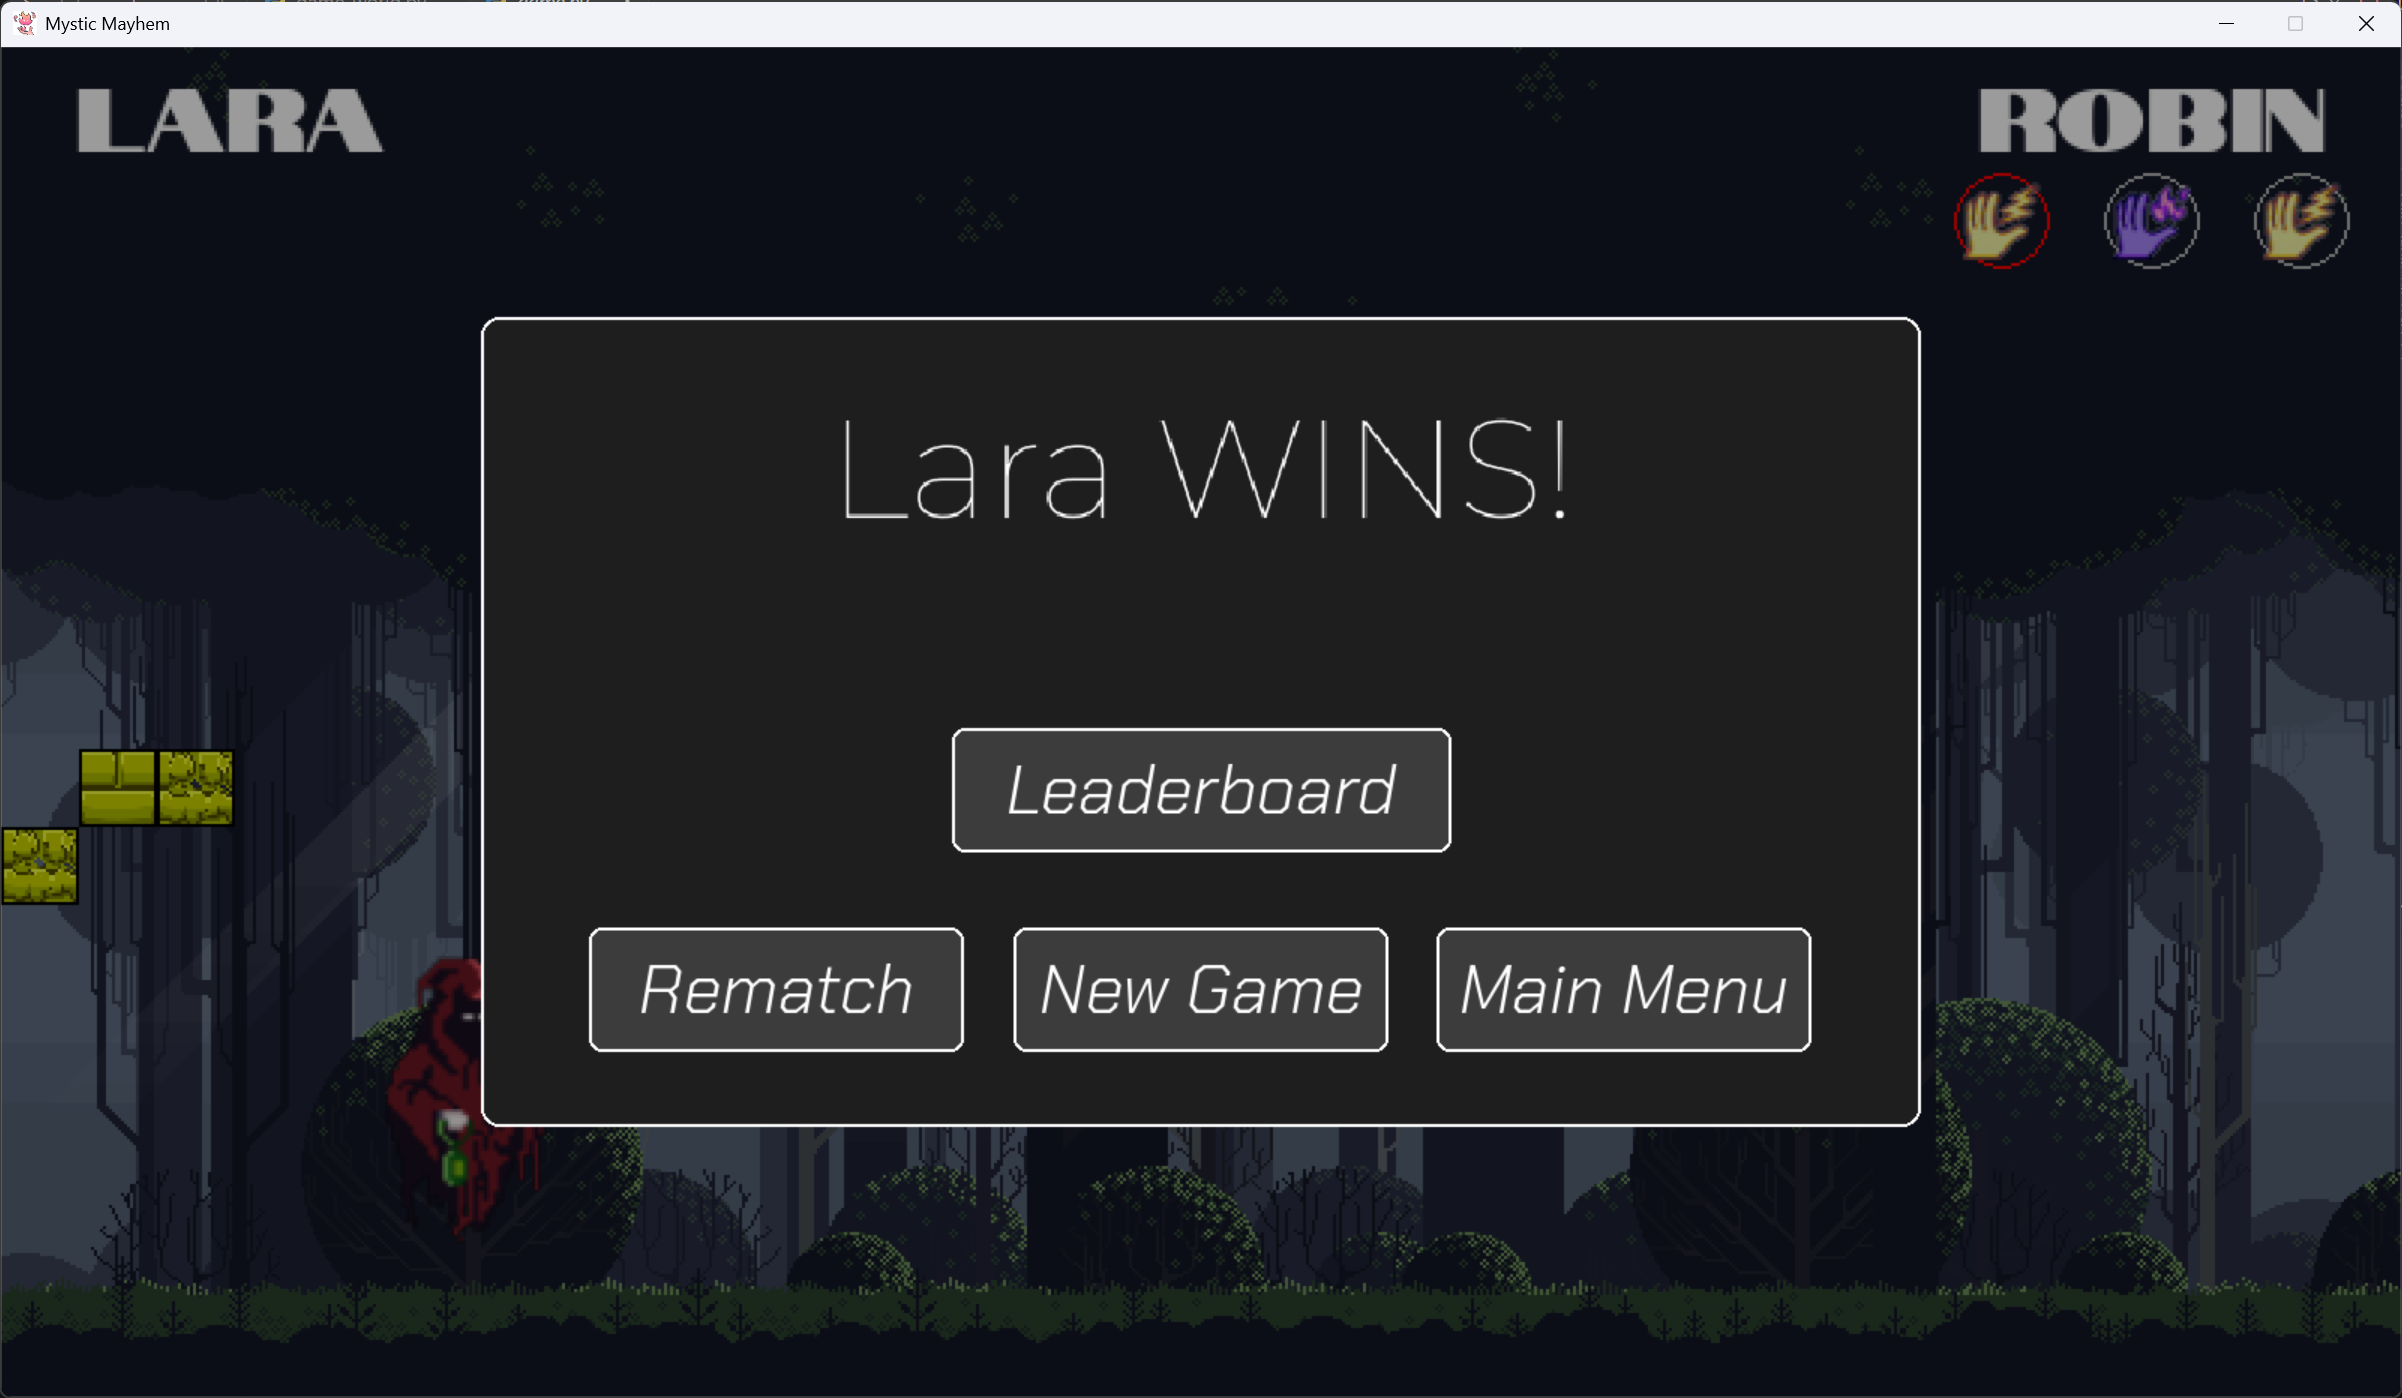 Mystic Mayhem
LARA
ROBIN
Lara WINS!
Leaderboard
Rematch
New Game
Main Menu